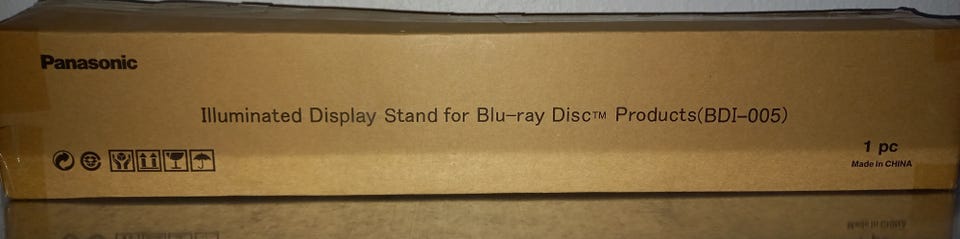 Panasonic
Illuminated Display Stand for Blu-ray Disc™ Products(BDI-005)
1 pc
Made in CHINA